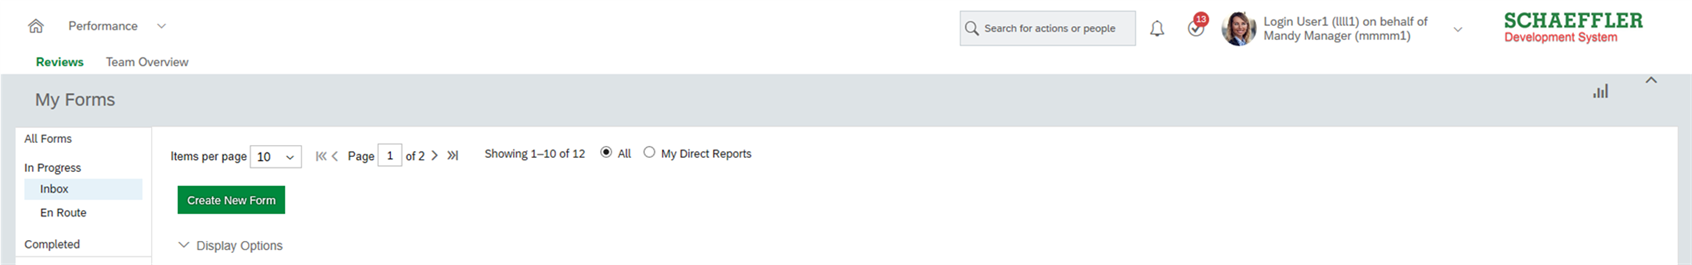 Performance
Search for actions or people
13
Login User1 (llll1) on behalf of
Mandy Manager (mmmm1)
SCHAEFFLER
Development System
Reviews Team Overview
My Forms
All Forms
In Progress
Inbox
En Route
Completed
Items per page 10 Page 1 of 2 Showing 1–10 of 12 All My Direct Reports
Create New Form
Display Options